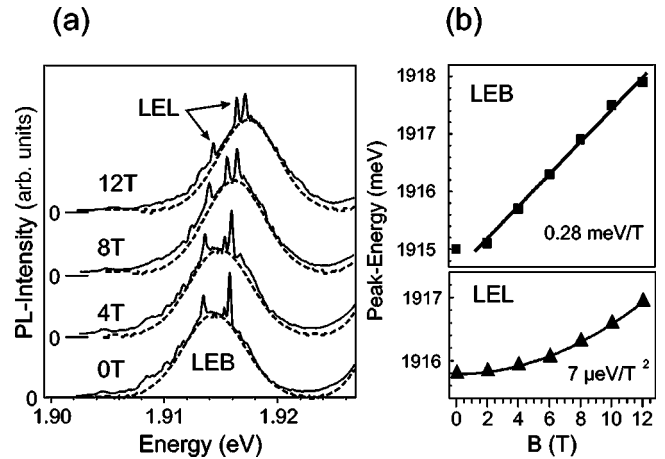 (a)
(b)
PL-Intensity (arb. units)
LEL
12T
0
8T
0
4T
0
0T
0
LEB
1.90
1.91
1.92
Energy (eV)
Peak-Energy (meV)
1918
1917
1916
1915
LEB
0.28 meV/T
1917
1916
LEL
7 µeV/T 2
0 2 4 6 8 10 12
B (T)